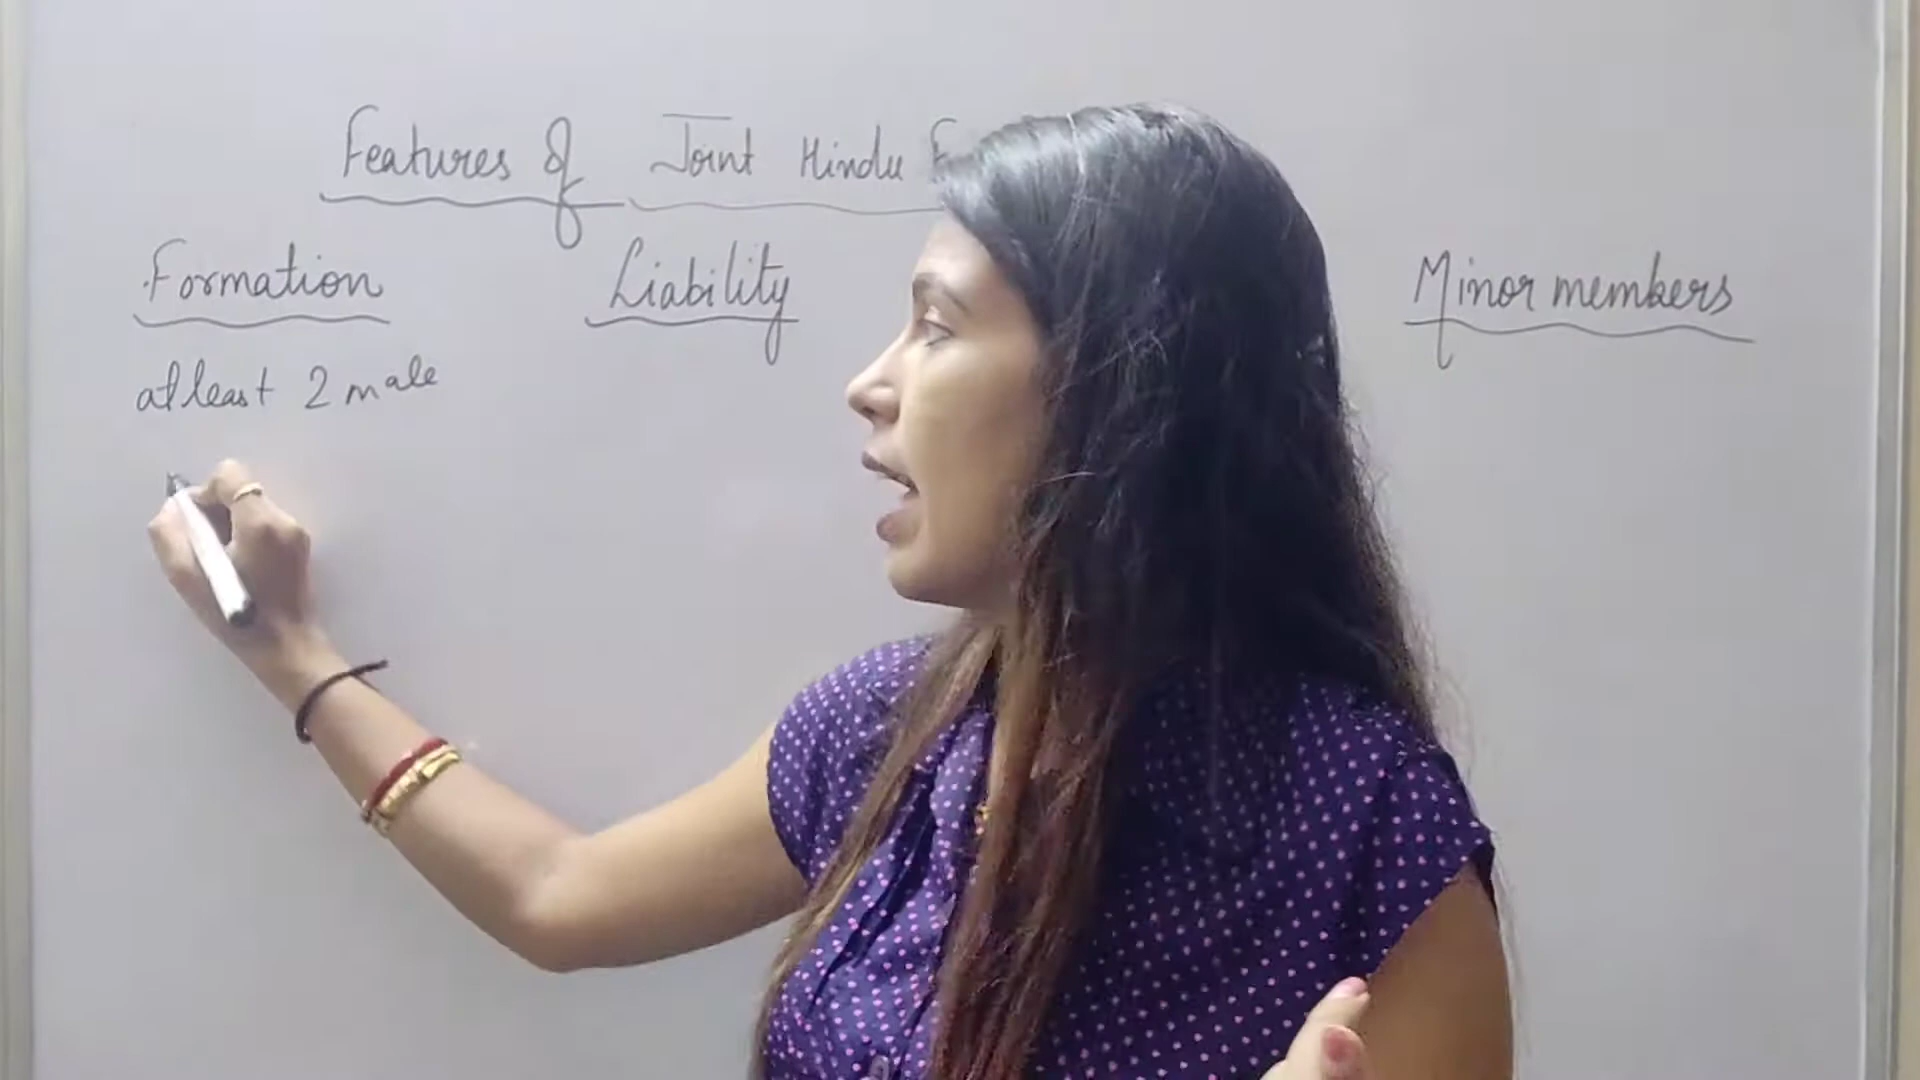 Features of Joint Hindu
Formation Liability Minor members
atleast 2 male